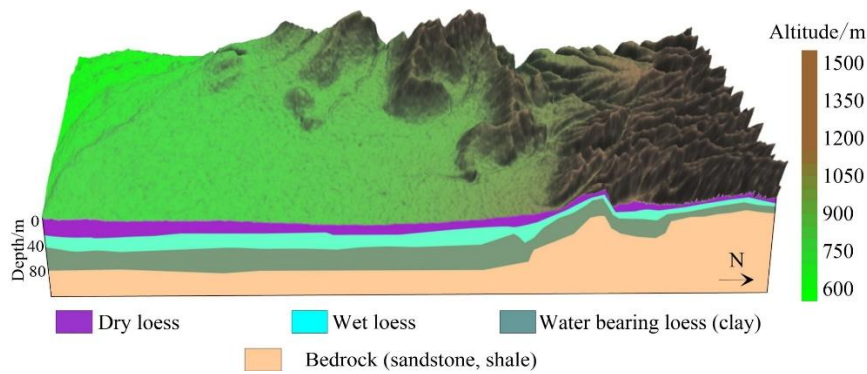 Altitude/m
1500
1350
1200
1050
900
750
600
Depth/m
0
40
80
N
Dry loess
Wet loess
Water bearing loess (clay)
Bedrock (sandstone, shale)